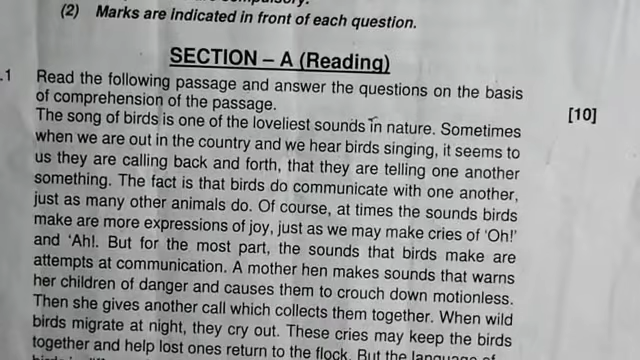 (2) Marks are indicated in front of each question.
SECTION – A (Reading)
.1 Read the following passage and answer the questions on the basis
of comprehension of the passage. [10]
The song of birds is one of the loveliest sounds in nature. Sometimes
when we are out in the country and we hear birds singing, it seems to
us they are calling back and forth, that they are telling one another
something. The fact is that birds do communicate with one another,
just as many other animals do. Of course, at times the sounds birds
make are more expressions of joy, just as we may make cries of 'Oh!'
and 'Ah!. But for the most part, the sounds that birds make are
attempts at communication. A mother hen makes sounds that warns
her children of danger and causes them to crouch down motionless.
Then she gives another call which collects them together. When wild
birds migrate at night, they cry out. These cries may keep the birds
together and help lost ones return to the flock. But the language of